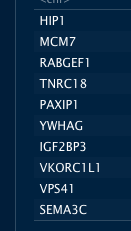 HIP1
MCM7
RABGEF1
TNRC18
PAXIP1
YWHAG
IGF2BP3
VKORC1L1
VPS41
SEMA3C